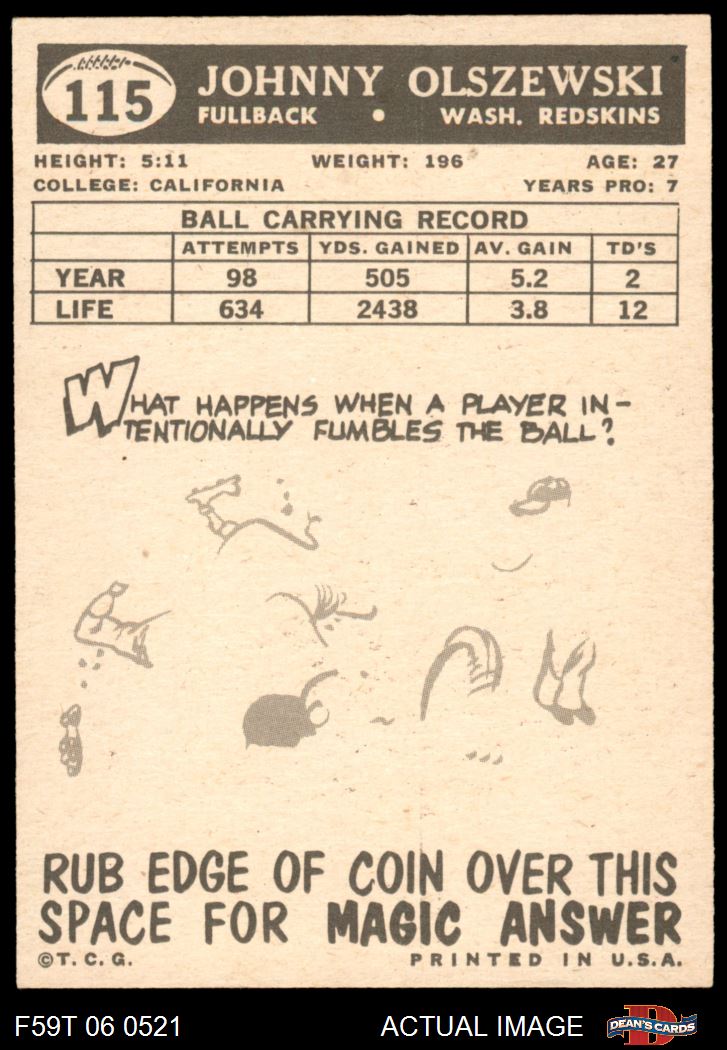 115
JOHNNY OLSZEWSKI
FULLBACK • WASH. REDSKINS
HEIGHT: 5:11 WEIGHT: 196 AGE: 27
COLLEGE: CALIFORNIA YEARS PRO: 7
BALL CARRYING RECORD
ATTEMPTS YDS. GAINED AV. GAIN TD'S
YEAR 98 505 5.2 2
LIFE 634 2438 3.8 12
WHAT HAPPENS WHEN A PLAYER IN-
TENTIONALLY FUMBLES THE BALL?
RUB EDGE OF COIN OVER THIS
SPACE FOR MAGIC ANSWER
©T. C. G. PRINTED IN U.S.A.
F59T 06 0521 ACTUAL IMAGE D DEAN'S CARDS